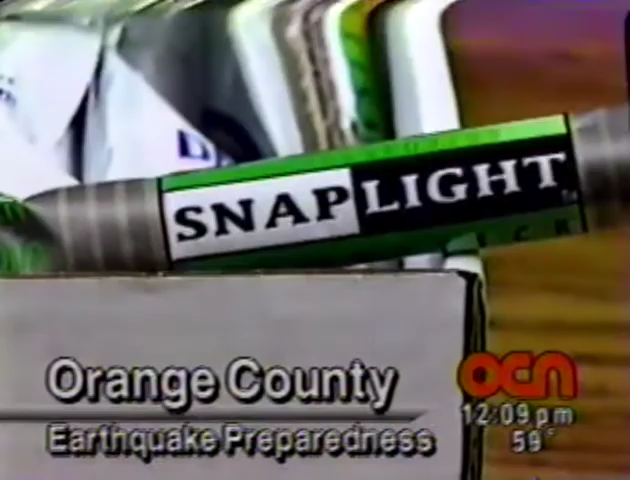 SNAPLIGHT
Orange County
Earthquake Preparedness
ocn
12:09 pm
59°